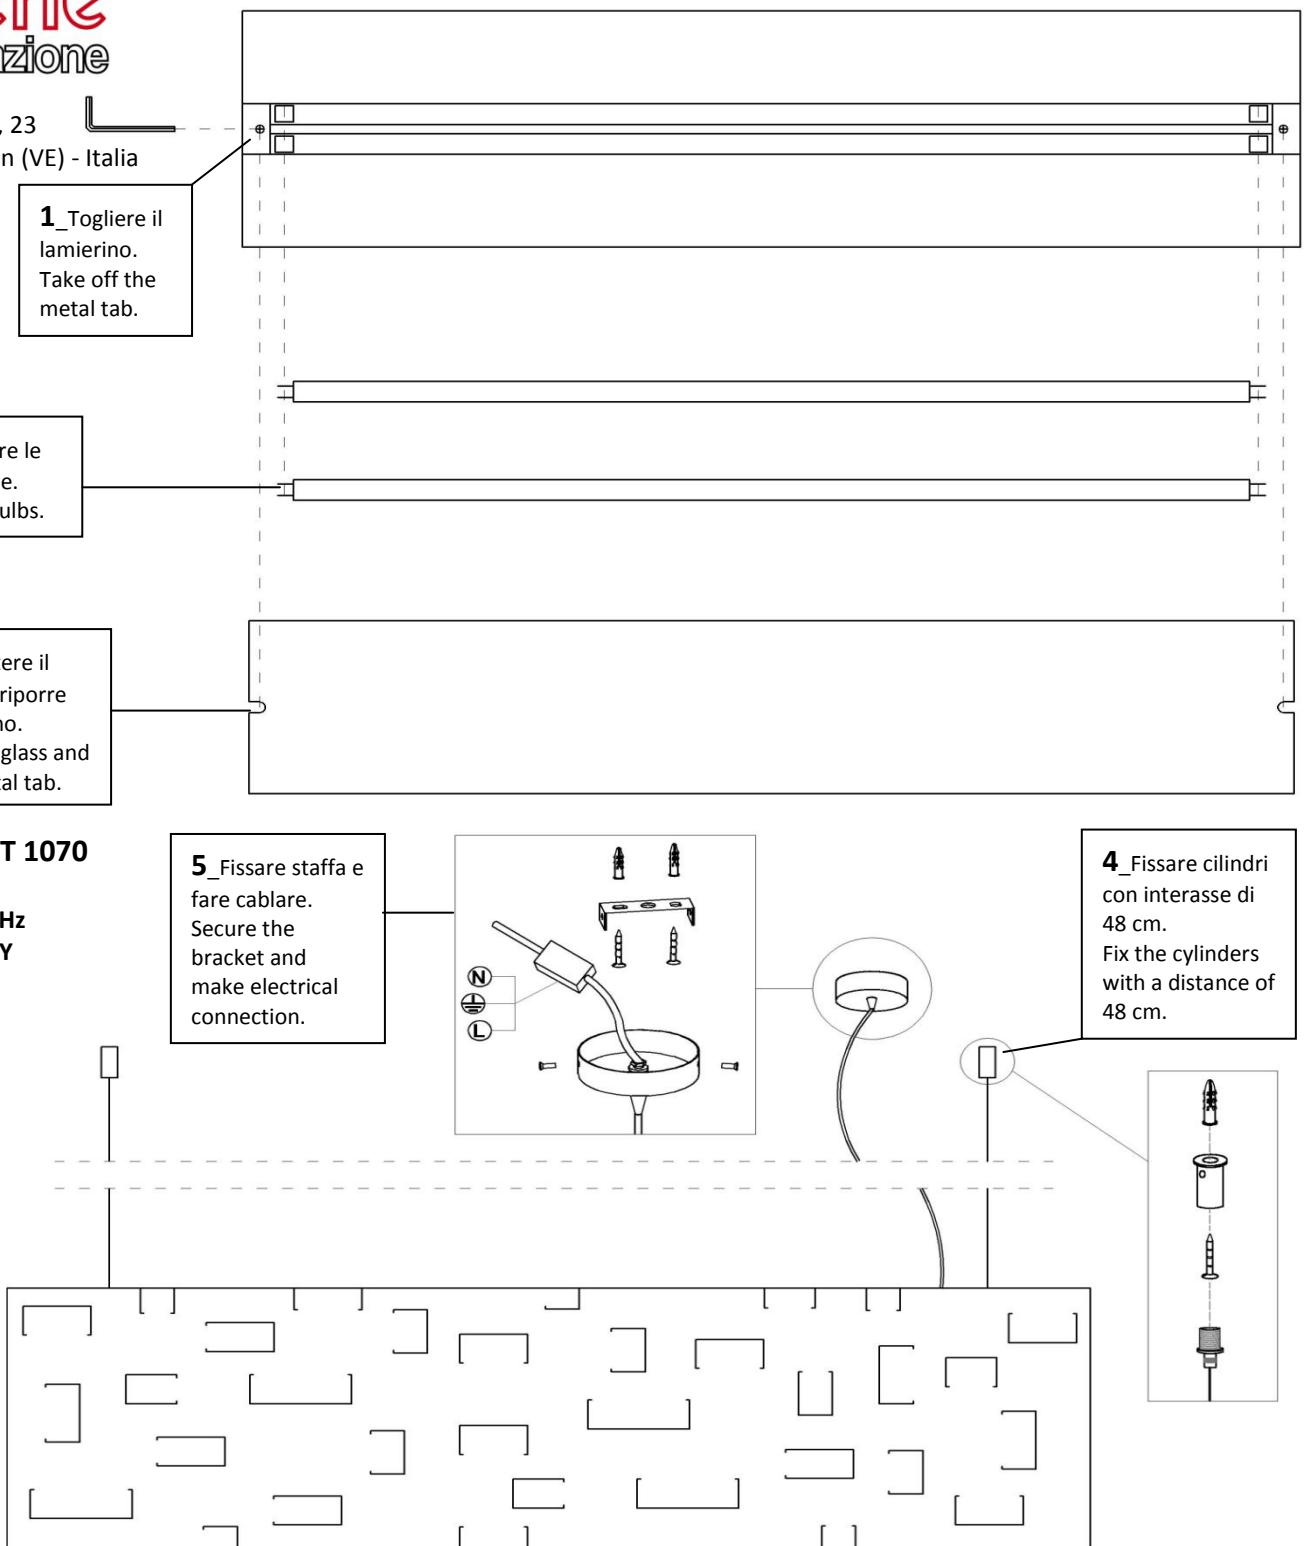 , 23
n (VE) - Italia
1_Togliere il
lamierino.
Take off the
metal tab.
re le
e.
ulbs.
ere il
riporre
no.
glass and
tal tab.
T 1070
Hz
Y
5_Fissare staffa e
fare cablare.
Secure the
bracket and
make electrical
connection.
N
L
4_Fissare cilindri
con interasse di
48 cm.
Fix the cylinders
with a distance of
48 cm.